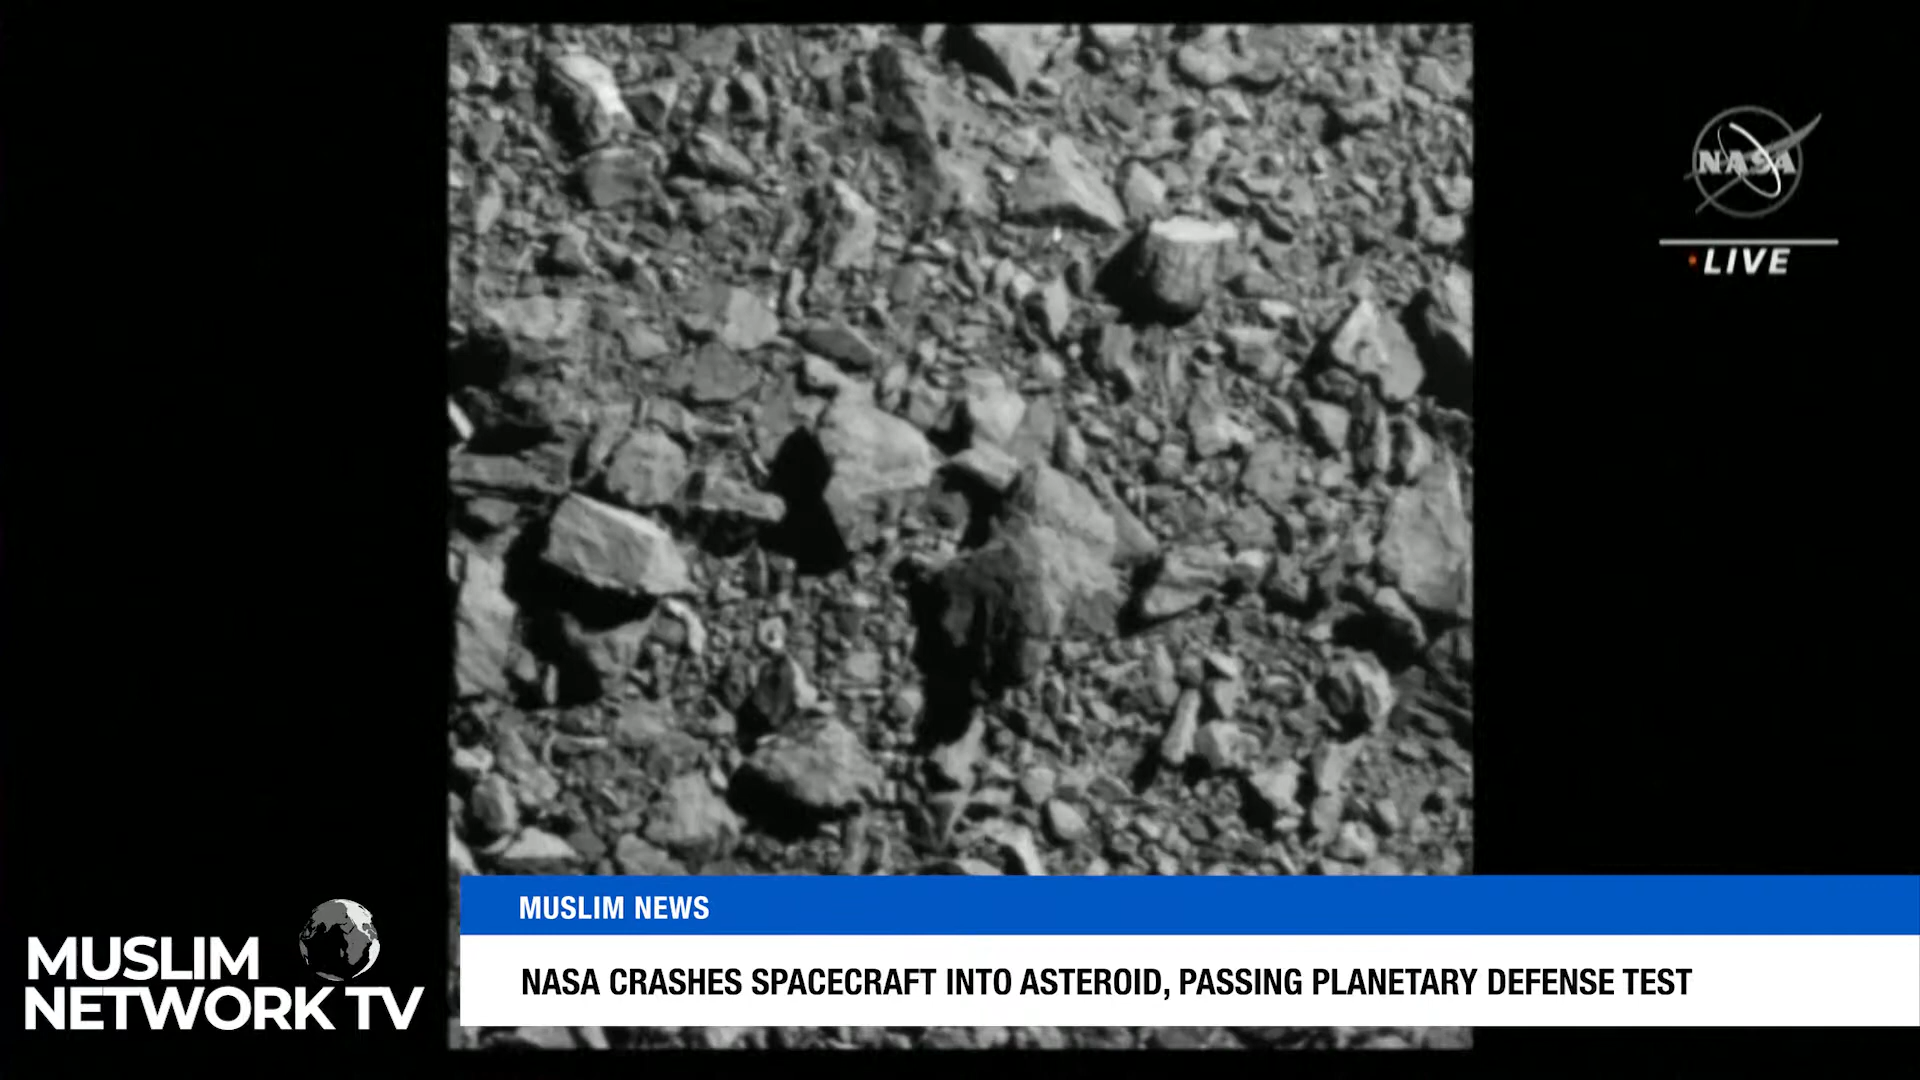 NASA
LIVE
MUSLIM NEWS
NASA CRASHES SPACECRAFT INTO ASTEROID, PASSING PLANETARY DEFENSE TEST
MUSLIM
NETWORK TV